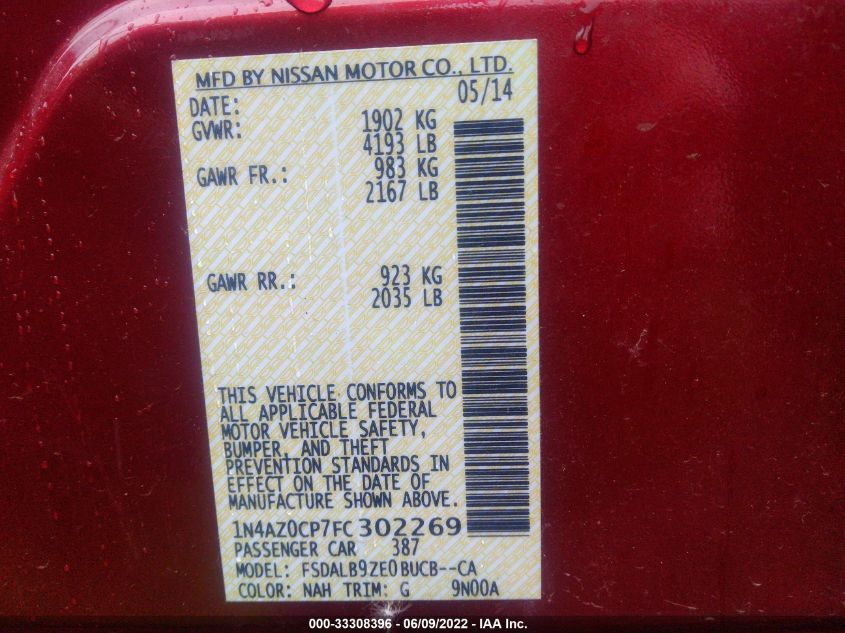 MFD BY NISSAN MOTOR CO., LTD.
DATE: 05/14
GVWR: 1902 KG
4193 LB
GAWR FR.: 983 KG
2167 LB
GAWR RR.: 923 KG
2035 LB
THIS VEHICLE CONFORMS TO
ALL APPLICABLE FEDERAL
MOTOR VEHICLE SAFETY,
BUMPER, AND THEFT
PREVENTION STANDARDS IN
EFFECT ON THE DATE OF
MANUFACTURE SHOWN ABOVE.
1N4AZ0CP7FC302269
PASSENGER CAR 387
MODEL: FSDALB9ZE0BUCB--CA
COLOR: NAH TRIM: G 9N00A
000-33308396 - 06/09/2022 - IAA Inc.